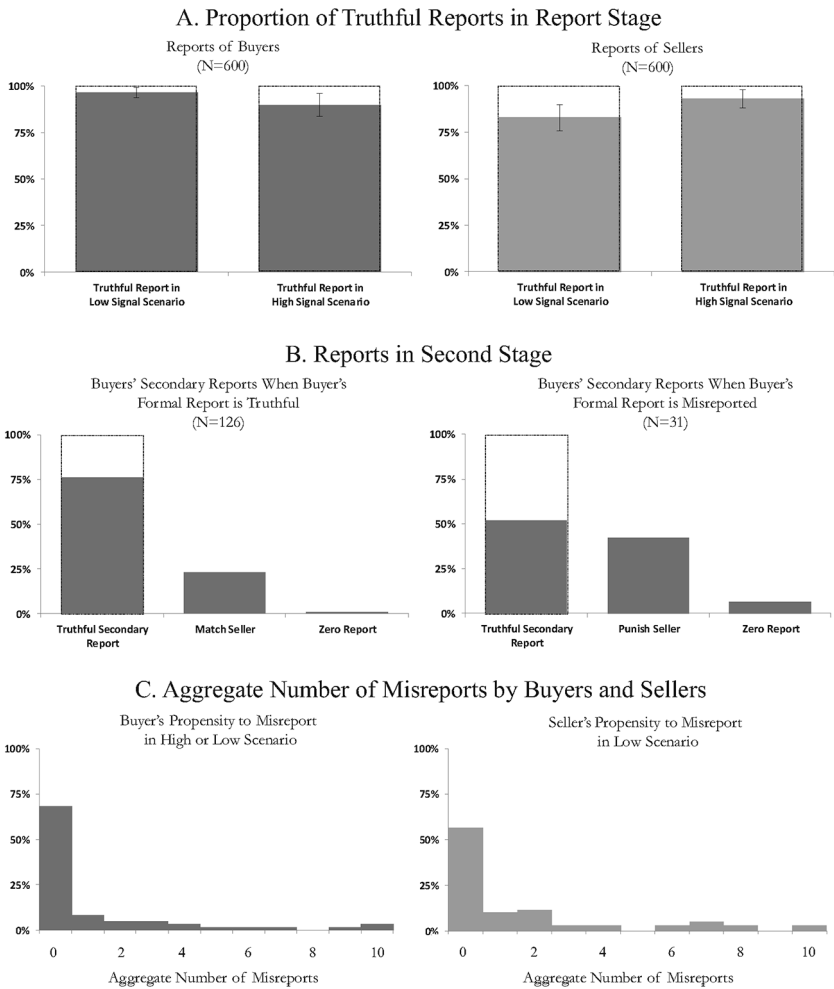 A. Proportion of Truthful Reports in Report Stage
Reports of Buyers
(N=600)
100%
75%
50%
25%
0%
Truthful Report in
Low Signal Scenario
Truthful Report in
High Signal Scenario
Reports of Sellers
(N=600)
100%
75%
50%
25%
0%
Truthful Report in
Low Signal Scenario
Truthful Report in
High Signal Scenario
B. Reports in Second Stage
Buyers' Secondary Reports When Buyer's
Formal Report is Truthful
(N=126)
100%
75%
50%
25%
0%
Truthful Secondary
Report
Match Seller
Zero Report
Buyers' Secondary Reports When Buyer's
Formal Report is Misreported
(N=31)
100%
75%
50%
25%
0%
Truthful Secondary
Report
Punish Seller
Zero Report
C. Aggregate Number of Misreports by Buyers and Sellers
Buyer's Propensity to Misreport
in High or Low Scenario
100%
75%
50%
25%
0%
0 2 4 6 8 10
Aggregate Number of Misreports
Seller's Propensity to Misreport
in Low Scenario
100%
75%
50%
25%
0%
0 2 4 6 8 10
Aggregate Number of Misreports